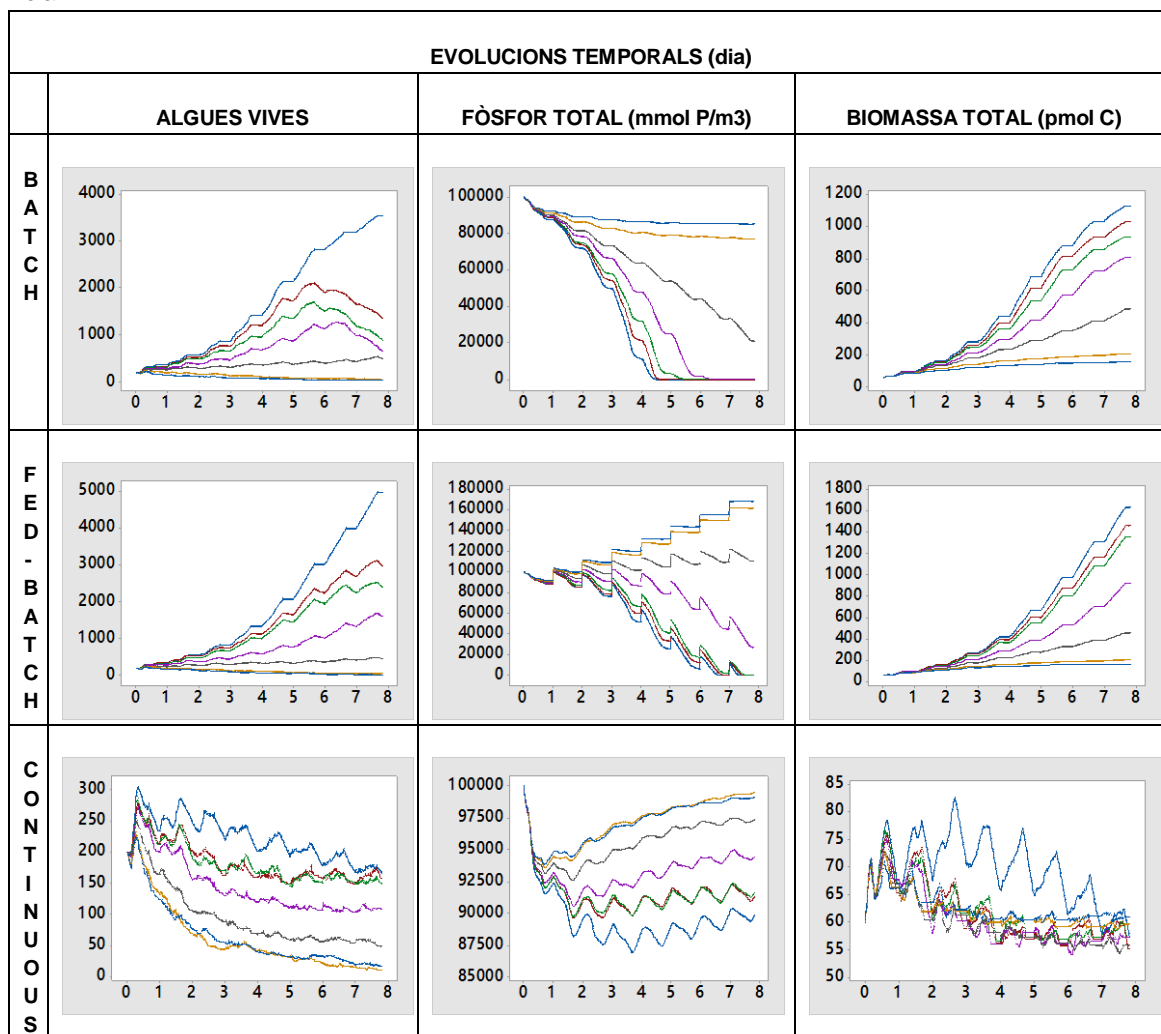 EVOLUCIONS TEMPORALS (dia)
ALGUES VIVES FÒSFOR TOTAL (mmol P/m3) BIOMASSA TOTAL (pmol C)
B
A
T
C
H
4000
3000
2000
1000
0
0 1 2 3 4 5 6 7 8
100000
80000
60000
40000
20000
0
0 1 2 3 4 5 6 7 8
1200
1000
800
600
400
200
0
0 1 2 3 4 5 6 7 8
F
E
D
-
B
A
T
C
H
5000
4000
3000
2000
1000
0
0 1 2 3 4 5 6 7 8
180000
160000
140000
120000
100000
80000
60000
40000
20000
0
0 1 2 3 4 5 6 7 8
1800
1600
1400
1200
1000
800
600
400
200
0
0 1 2 3 4 5 6 7 8
C
O
N
T
I
N
U
O
U
S
300
250
200
150
100
50
0
0 1 2 3 4 5 6 7 8
100000
97500
95000
92500
90000
87500
85000
0 1 2 3 4 5 6 7 8
85
80
75
70
65
60
55
50
0 1 2 3 4 5 6 7 8